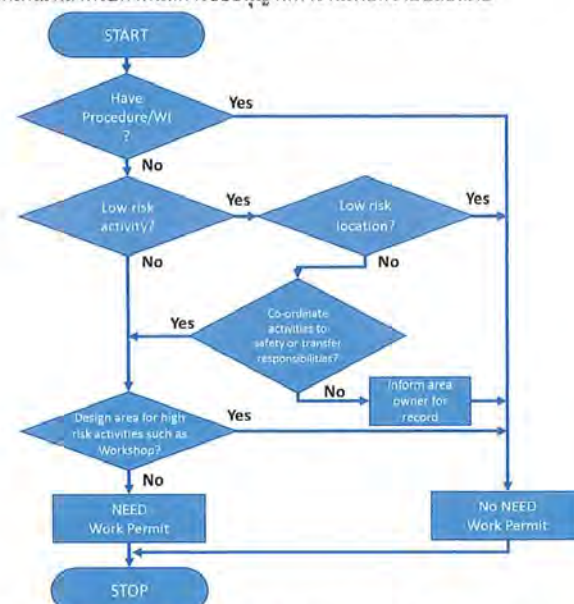 START
Have
Procedure/WI
?
Yes
No
Low risk
activity?
Yes
Low risk
location?
Yes
No
No
Co-ordinate
activities to
safety or transfer
responsibilities?
Yes
No
Inform area
owner for
record
Design area for high
risk activities such as
Workshop?
Yes
No
NEED
Work Permit
No NEED
Work Permit
STOP